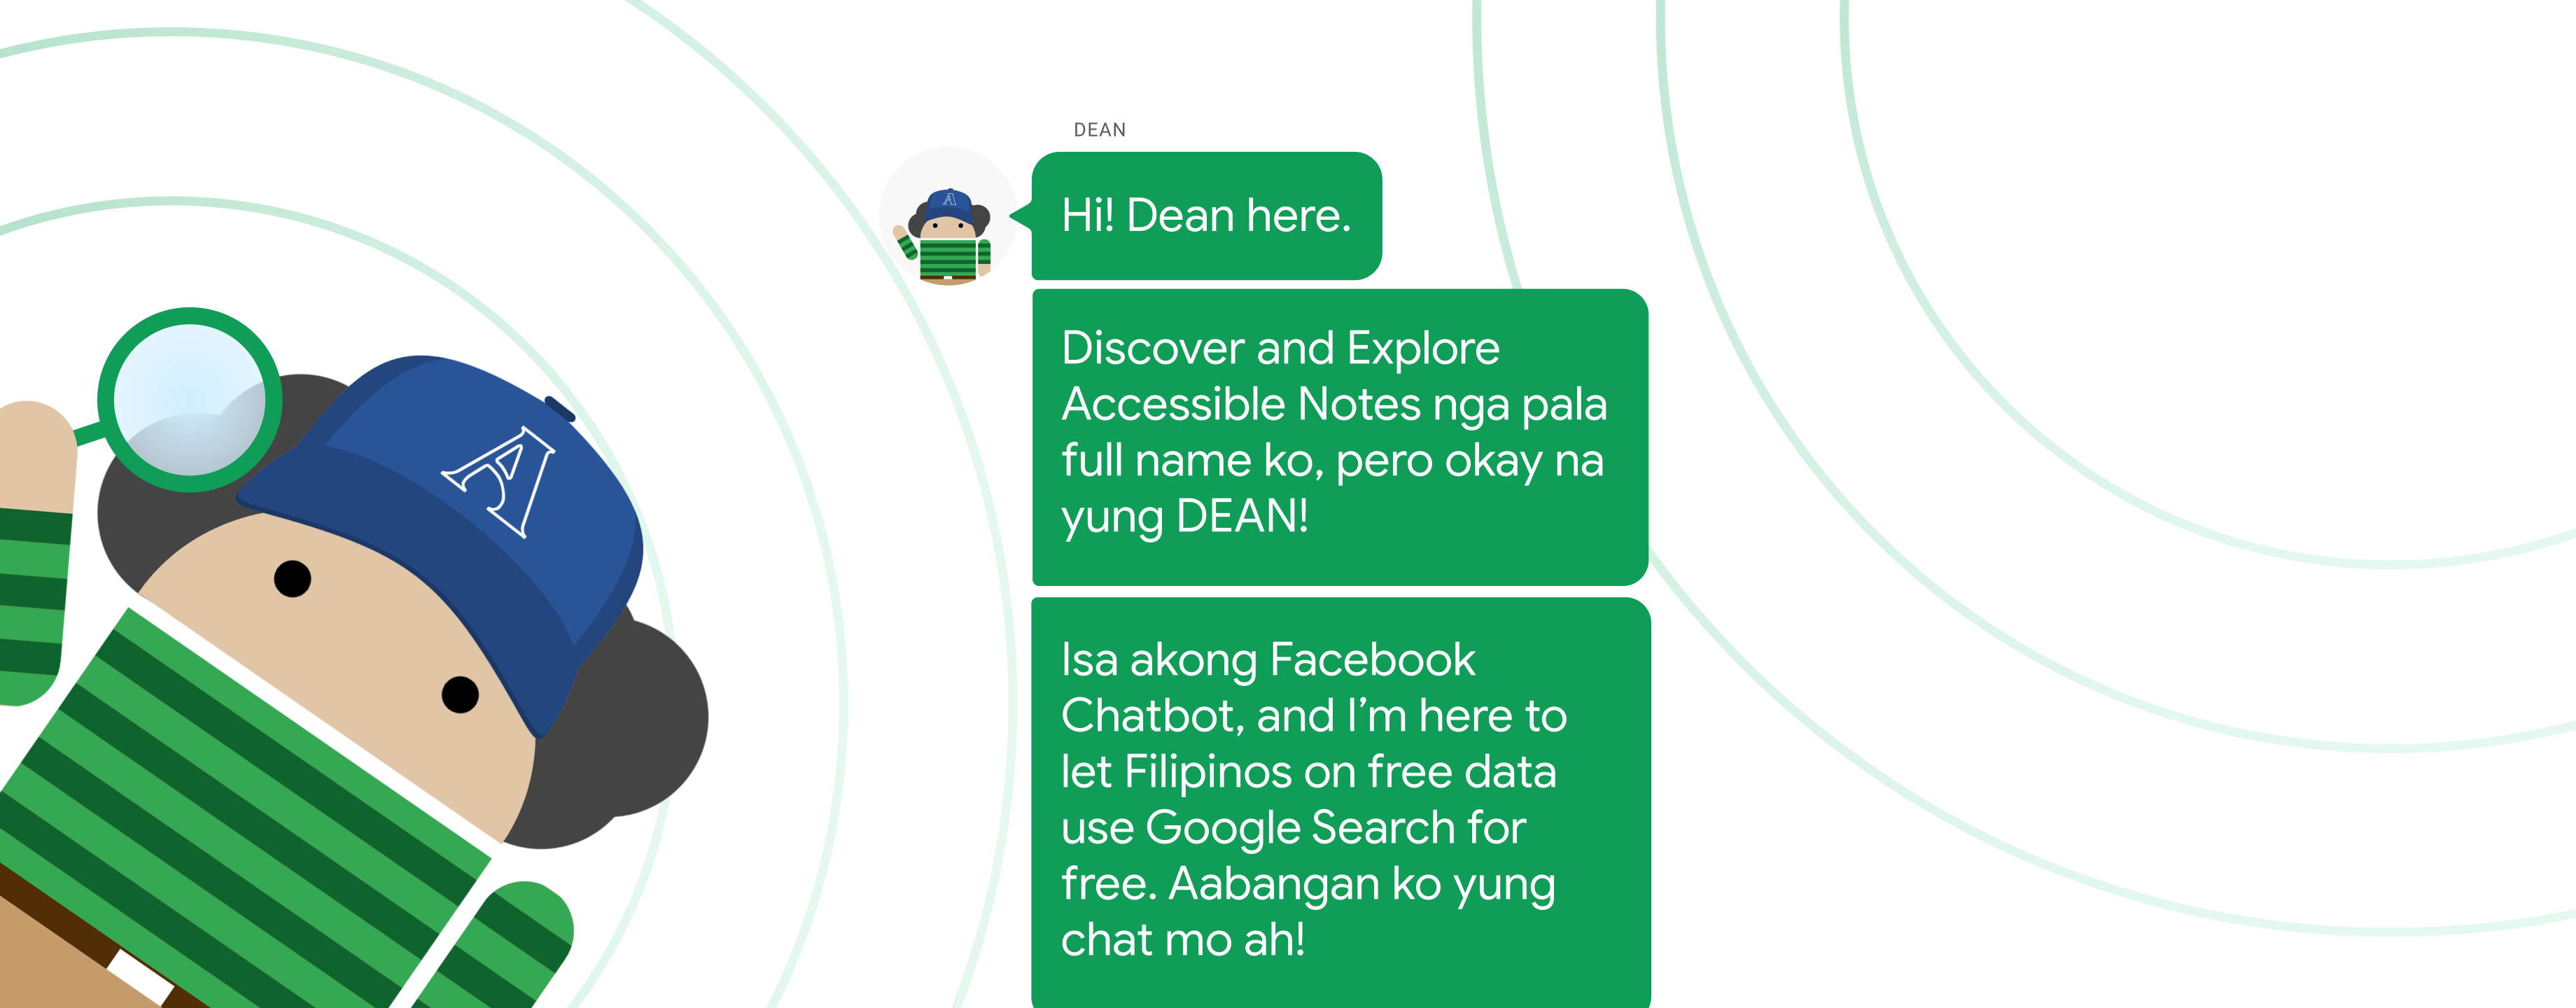 DEAN
A
Hi! Dean here.
A
Discover and Explore
Accessible Notes nga pala
full name ko, pero okay na
yung DEAN!
Isa akong Facebook
Chatbot, and I’m here to
let Filipinos on free data
use Google Search for
free. Aabangan ko yung
chat mo ah!